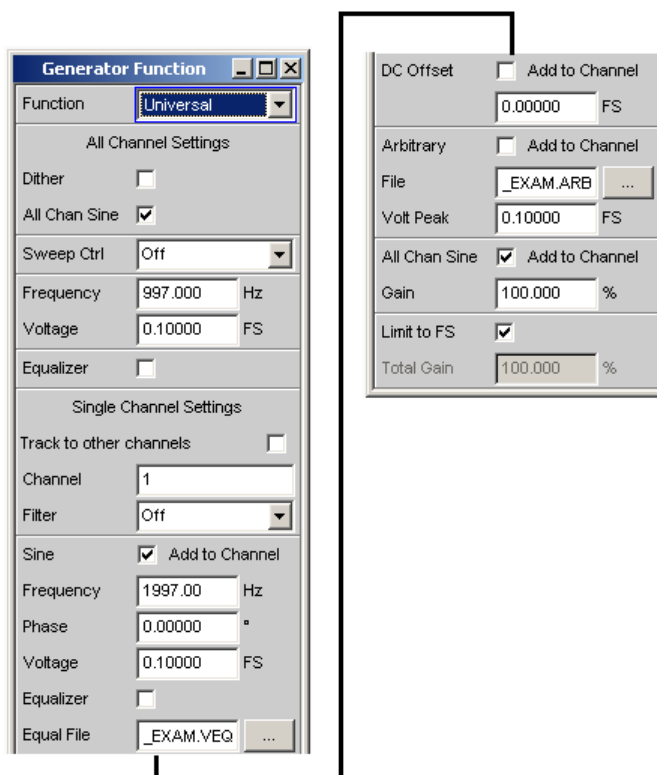 Generator Function
Function Universal
All Channel Settings
Dither
All Chan Sine
Sweep Ctrl Off
Frequency 997.000 Hz
Voltage 0.10000 FS
Equalizer
Single Channel Settings
Track to other channels
Channel 1
Filter Off
Sine Add to Channel
Frequency 1997.00 Hz
Phase 0.00000 °
Voltage 0.10000 FS
Equalizer
Equal File _EXAM.VEQ ...
DC Offset Add to Channel
0.00000 FS
Arbitrary Add to Channel
File _EXAM.ARB ...
Volt Peak 0.10000 FS
All Chan Sine Add to Channel
Gain 100.000 %
Limit to FS
Total Gain 100.000 %